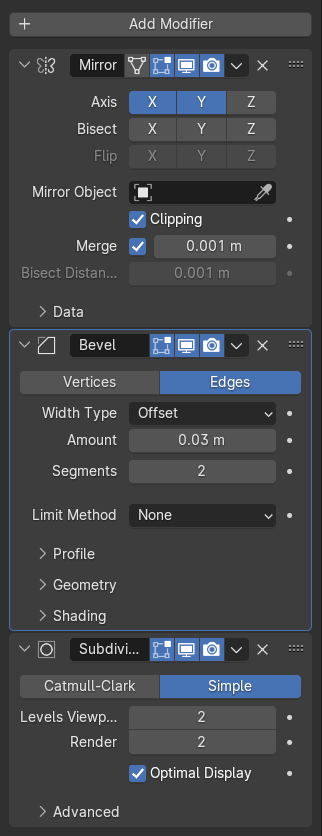 Add Modifier
Mirror
Axis X Y Z
Bisect X Y Z
Flip X Y Z
Mirror Object
Clipping
Merge 0.001 m
Bisect Distan... 0.001 m
Data
Bevel
Vertices Edges
Width Type Offset
Amount 0.03 m
Segments 2
Limit Method None
Profile
Geometry
Shading
Subdivi...
Catmull-Clark Simple
Levels Viewp... 2
Render 2
Optimal Display
Advanced